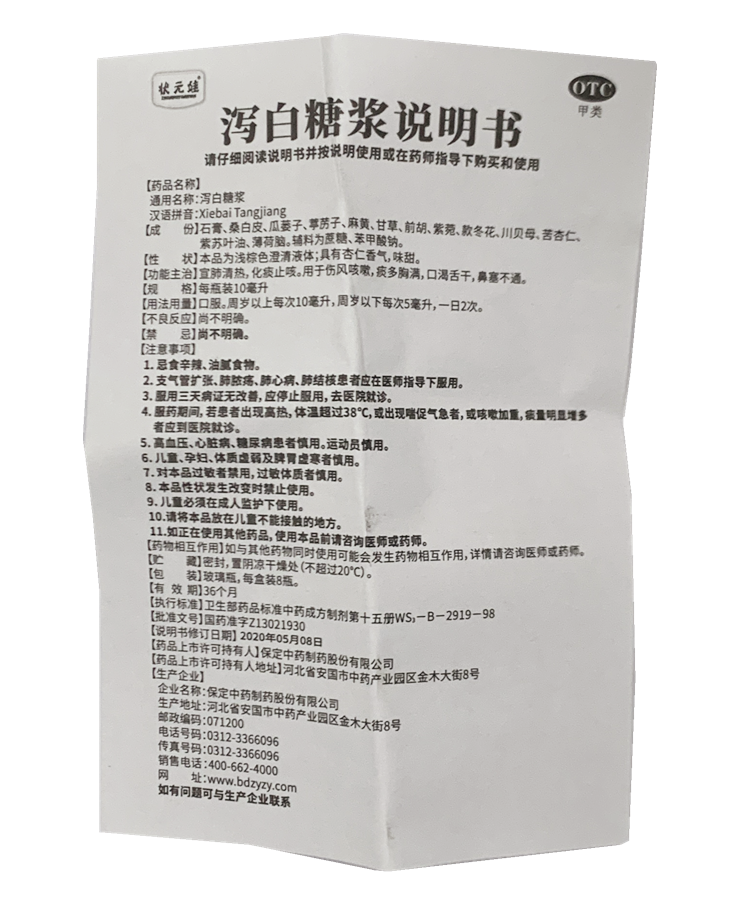 状元娃
OTC
甲类
泻白糖浆说明书
请仔细阅读说明书并按说明使用或在药师指导下购买和使用
【药品名称】
通用名称:泻白糖浆
汉语拼音:Xiebai Tangjiang
【成 份】石膏、桑白皮、瓜蒌子、葶苈子、麻黄、甘草、前胡、紫菀、款冬花、川贝母、苦杏仁、
紫苏叶油、薄荷脑。辅料为蔗糖、苯甲酸钠。
【性 状】本品为浅棕色澄清液体;具有杏仁香气,味甜。
【功能主治】宣肺清热,化痰止咳。用于伤风咳嗽,痰多胸满,口渴舌干,鼻塞不通。
【规 格】每瓶装10毫升
【用法用量】口服。周岁以上每次10毫升,周岁以下每次5毫升,一日2次。
【不良反应】尚不明确。
【禁 忌】尚不明确。
【注意事项】
1. 忌食辛辣、油腻食物。
2. 支气管扩张、肺脓疡、肺心病、肺结核患者应在医师指导下服用。
3. 服用三天病证无改善,应停止服用,去医院就诊。
4. 服药期间,若患者出现高热,体温超过38℃,或出现喘促气急者,或咳嗽加重,痰量明显增多
者应到医院就诊。
5. 高血压、心脏病、糖尿病患者慎用。运动员慎用。
6. 儿童、孕妇、体质虚弱及脾胃虚寒者慎用。
7. 对本品过敏者禁用,过敏体质者慎用。
8. 本品性状发生改变时禁止使用。
9. 儿童必须在成人监护下使用。
10. 请将本品放在儿童不能接触的地方。
11. 如正在使用其他药品,使用本品前请咨询医师或药师。
【药物相互作用】如与其他药物同时使用可能会发生药物相互作用,详情请咨询医师或药师。
【贮 藏】密封,置阴凉干燥处(不超过20℃)。
【包 装】玻璃瓶,每盒装8瓶。
【有 效 期】36个月
【执行标准】卫生部药品标准中药成方制剂第十五册WS₃-B-2919-98
【批准文号】国药准字Z13021930
【说明书修订日期】2020年05月08日
【药品上市许可持有人】保定中药制药股份有限公司
【药品上市许可持有人地址】河北省安国市中药产业园区金木大街8号
【生产企业】
企业名称:保定中药制药股份有限公司
生产地址:河北省安国市中药产业园区金木大街8号
邮政编码:071200
电话号码:0312-3366096
传真号码:0312-3366096
销售电话:400-662-4000
网 址:www.bdzyzy.com
如有问题可与生产企业联系